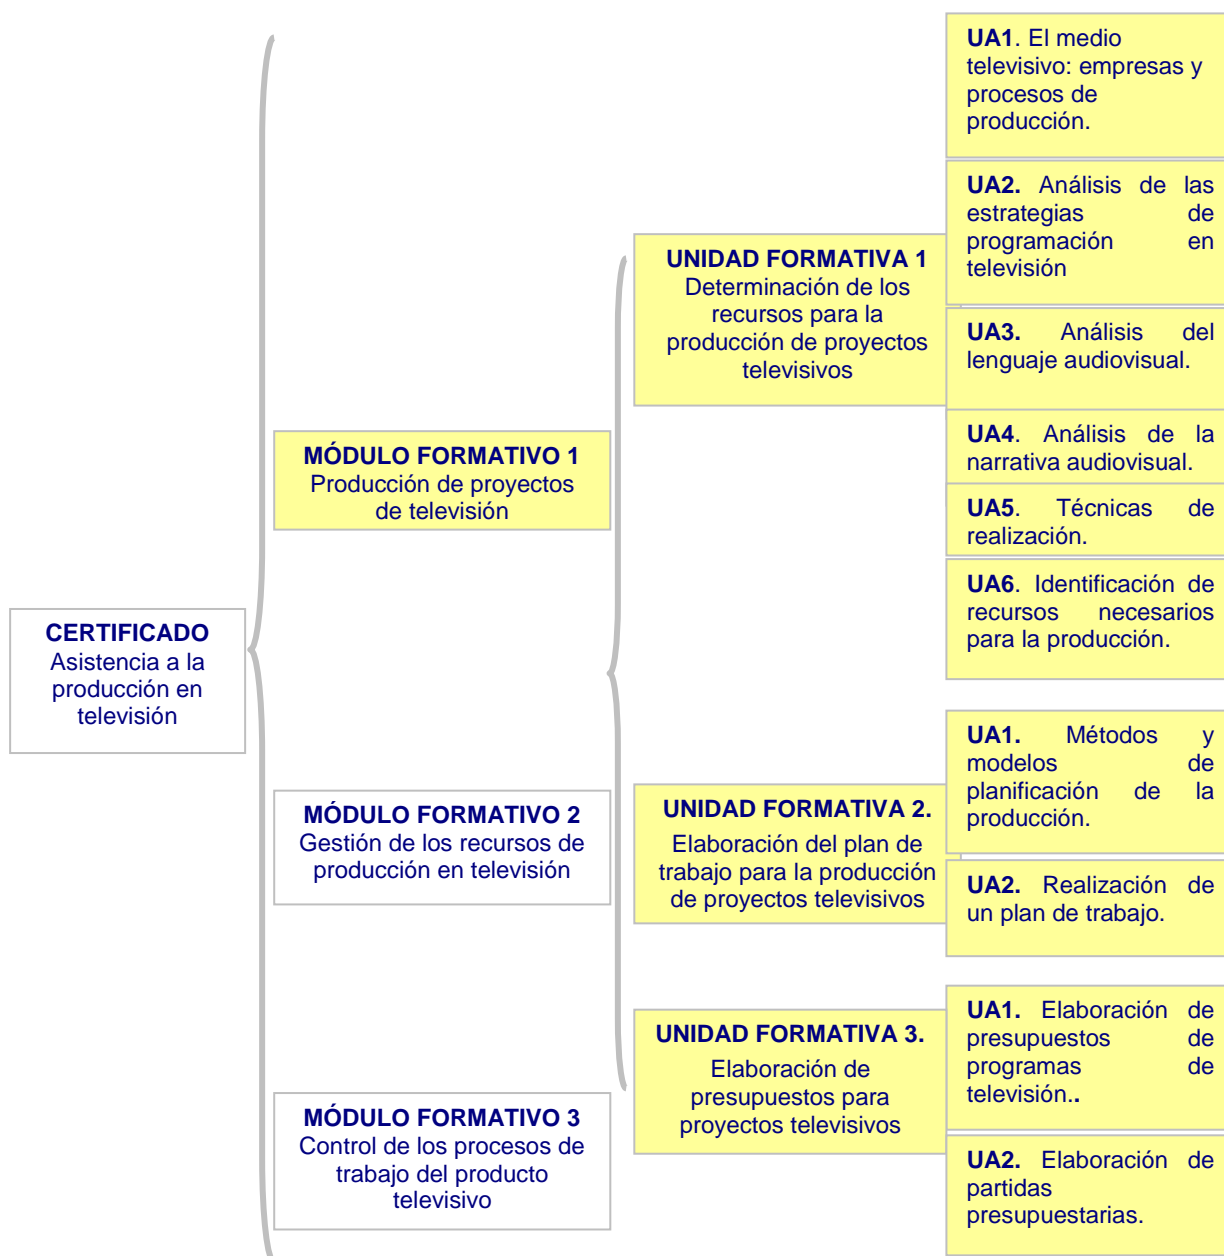 CERTIFICADO
Asistencia a la
producción en
televisión
MÓDULO FORMATIVO 1
Producción de proyectos
de televisión
MÓDULO FORMATIVO 2
Gestión de los recursos de
producción en televisión
MÓDULO FORMATIVO 3
Control de los procesos de
trabajo del producto
televisivo
UNIDAD FORMATIVA 1
Determinación de los
recursos para la
producción de proyectos
televisivos
UA1. El medio
televisivo: empresas y
procesos de
producción.
UA2. Análisis de las
estrategias de
programación en
televisión
UA3. Análisis del
lenguaje audiovisual.
UA4. Análisis de la
narrativa audiovisual.
UA5. Técnicas de
realización.
UA6. Identificación de
recursos necesarios
para la producción.
UNIDAD FORMATIVA 2.
Elaboración del plan de
trabajo para la producción
de proyectos televisivos
UA1. Métodos y
modelos de
planificación de la
producción.
UA2. Realización de
un plan de trabajo.
UNIDAD FORMATIVA 3.
Elaboración de
presupuestos para
proyectos televisivos
UA1. Elaboración de
presupuestos de
programas de
televisión..
UA2. Elaboración de
partidas
presupuestarias.